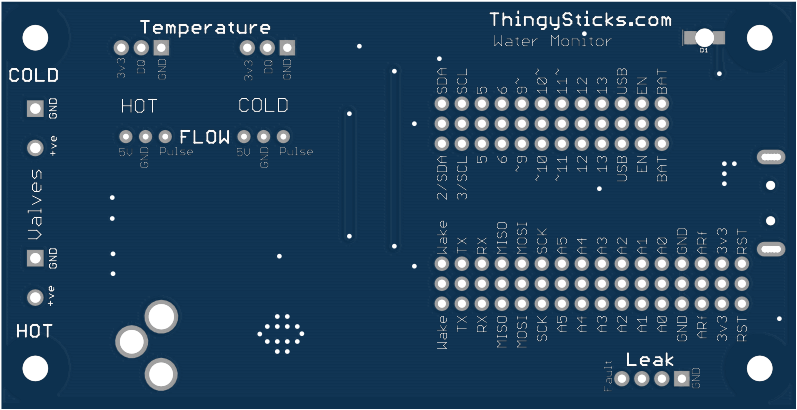 ThingySticks.com
Water Monitor
D1
Temperature
3v3 DQ GND
3v3 DQ GND
COLD
GND
+ve
HOT COLD
FLOW
5V GND Pulse
5V GND Pulse
Valves
GND
+ve
HOT
SDA SCL 5 6 ~9~ 10~ 11~ 12 13 USB EN BAT
2/SDA 3/SCL 5 6 ~9 ~10 ~11 12 13 USB EN BAT
Wake TX RX MISO MOSI SCK A5 A4 A3 A2 A1 A0 GND ARf 3v3 RST
Wake TX RX MISO MOSI SCK A5 A4 A3 A2 A1 A0 GND ARf 3v3 RST
Leak
Fault GND